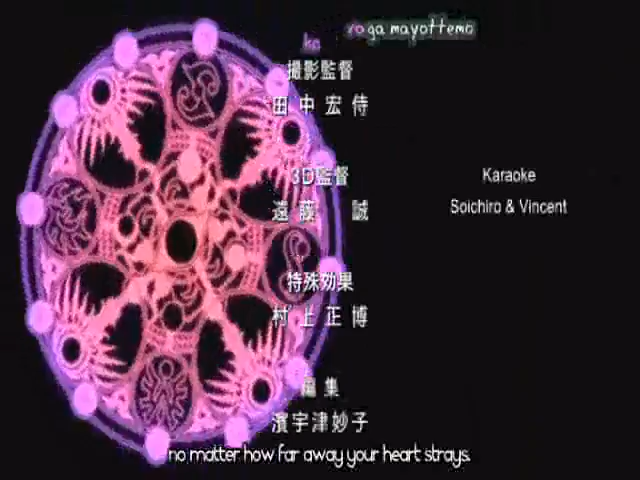 kokoro ga mayottemo
撮影監督
田中宏侍
3D監督
遠藤 誠
Karaoke
Soichiro & Vincent
特殊効果
村上正博
編集
濱宇津妙子
no matter how far away your heart strays.